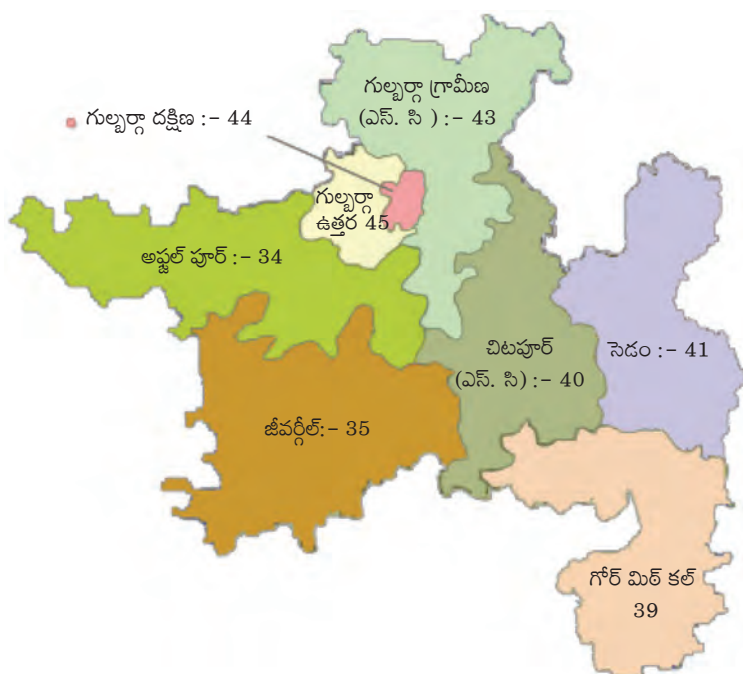 గుల్బర్గా గ్రామీణ
(ఎస్. సి ) :- 43
గుల్బర్గా దక్షిణ :- 44
గుల్బర్గా
ఉత్తర 45
అఫ్జల్ పూర్ :- 34
చిటపూర్
(ఎస్. సి) :- 40
సెడం :- 41
జీవర్గీల్:- 35
గోర్ మిఠ్ కల్
39